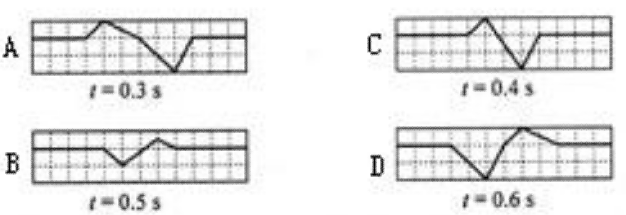 A
t = 0.3 s
C
t = 0.4 s
B
t = 0.5 s
D
t = 0.6 s